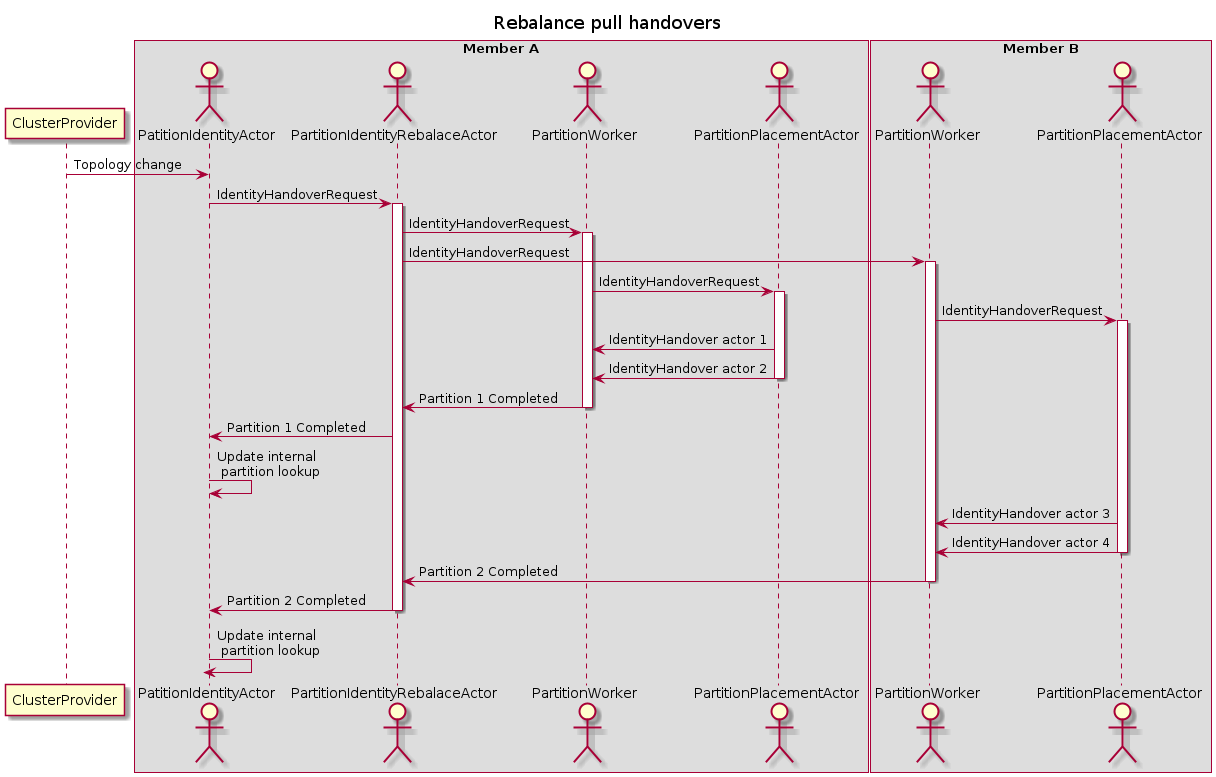 Rebalance pull handovers
Member A
Member B
ClusterProvider
PatitionIdentityActor
PartitionIdentityRebalaceActor
PartitionWorker
PartitionPlacementActor
PartitionWorker
PartitionPlacementActor
Topology change
IdentityHandoverRequest
IdentityHandoverRequest
IdentityHandoverRequest
IdentityHandoverRequest
IdentityHandoverRequest
IdentityHandover actor 1
IdentityHandover actor 2
Partition 1 Completed
Partition 1 Completed
Update internal
partition lookup
IdentityHandover actor 3
IdentityHandover actor 4
Partition 2 Completed
Partition 2 Completed
Update internal
partition lookup
ClusterProvider
PatitionIdentityActor
PartitionIdentityRebalaceActor
PartitionWorker
PartitionPlacementActor
PartitionWorker
PartitionPlacementActor